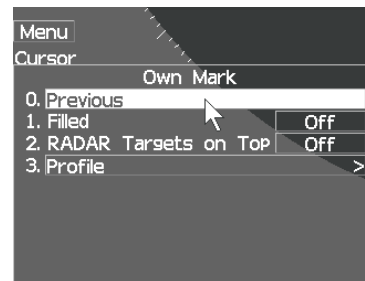 Menu
Cursor
Own Mark
0. Previous
1. Filled Off
2. RADAR Targets on Top Off
3. Profile >